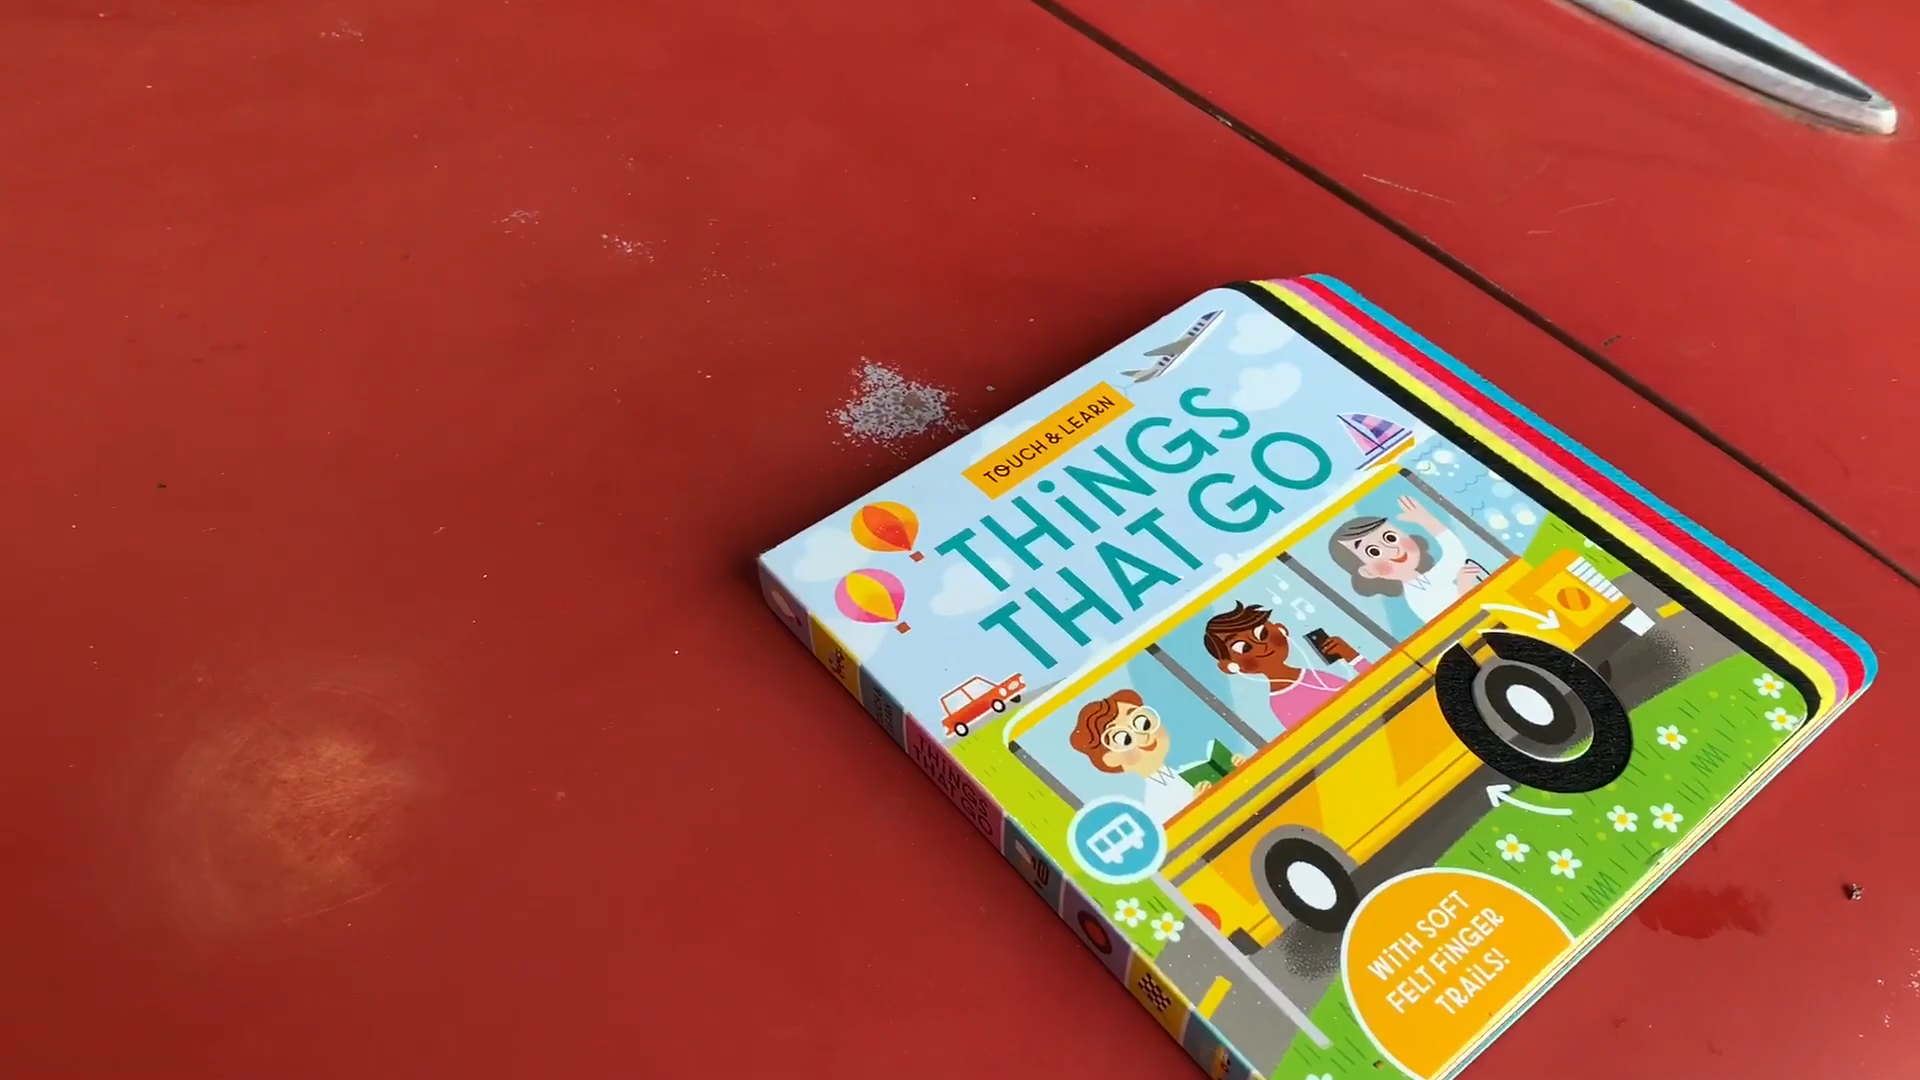 TOUCH & LEARN
THiNGS
THAT GO
WiTH SOFT
FELT FiNGER
TRAiLS!
THiNGS
THAT GO